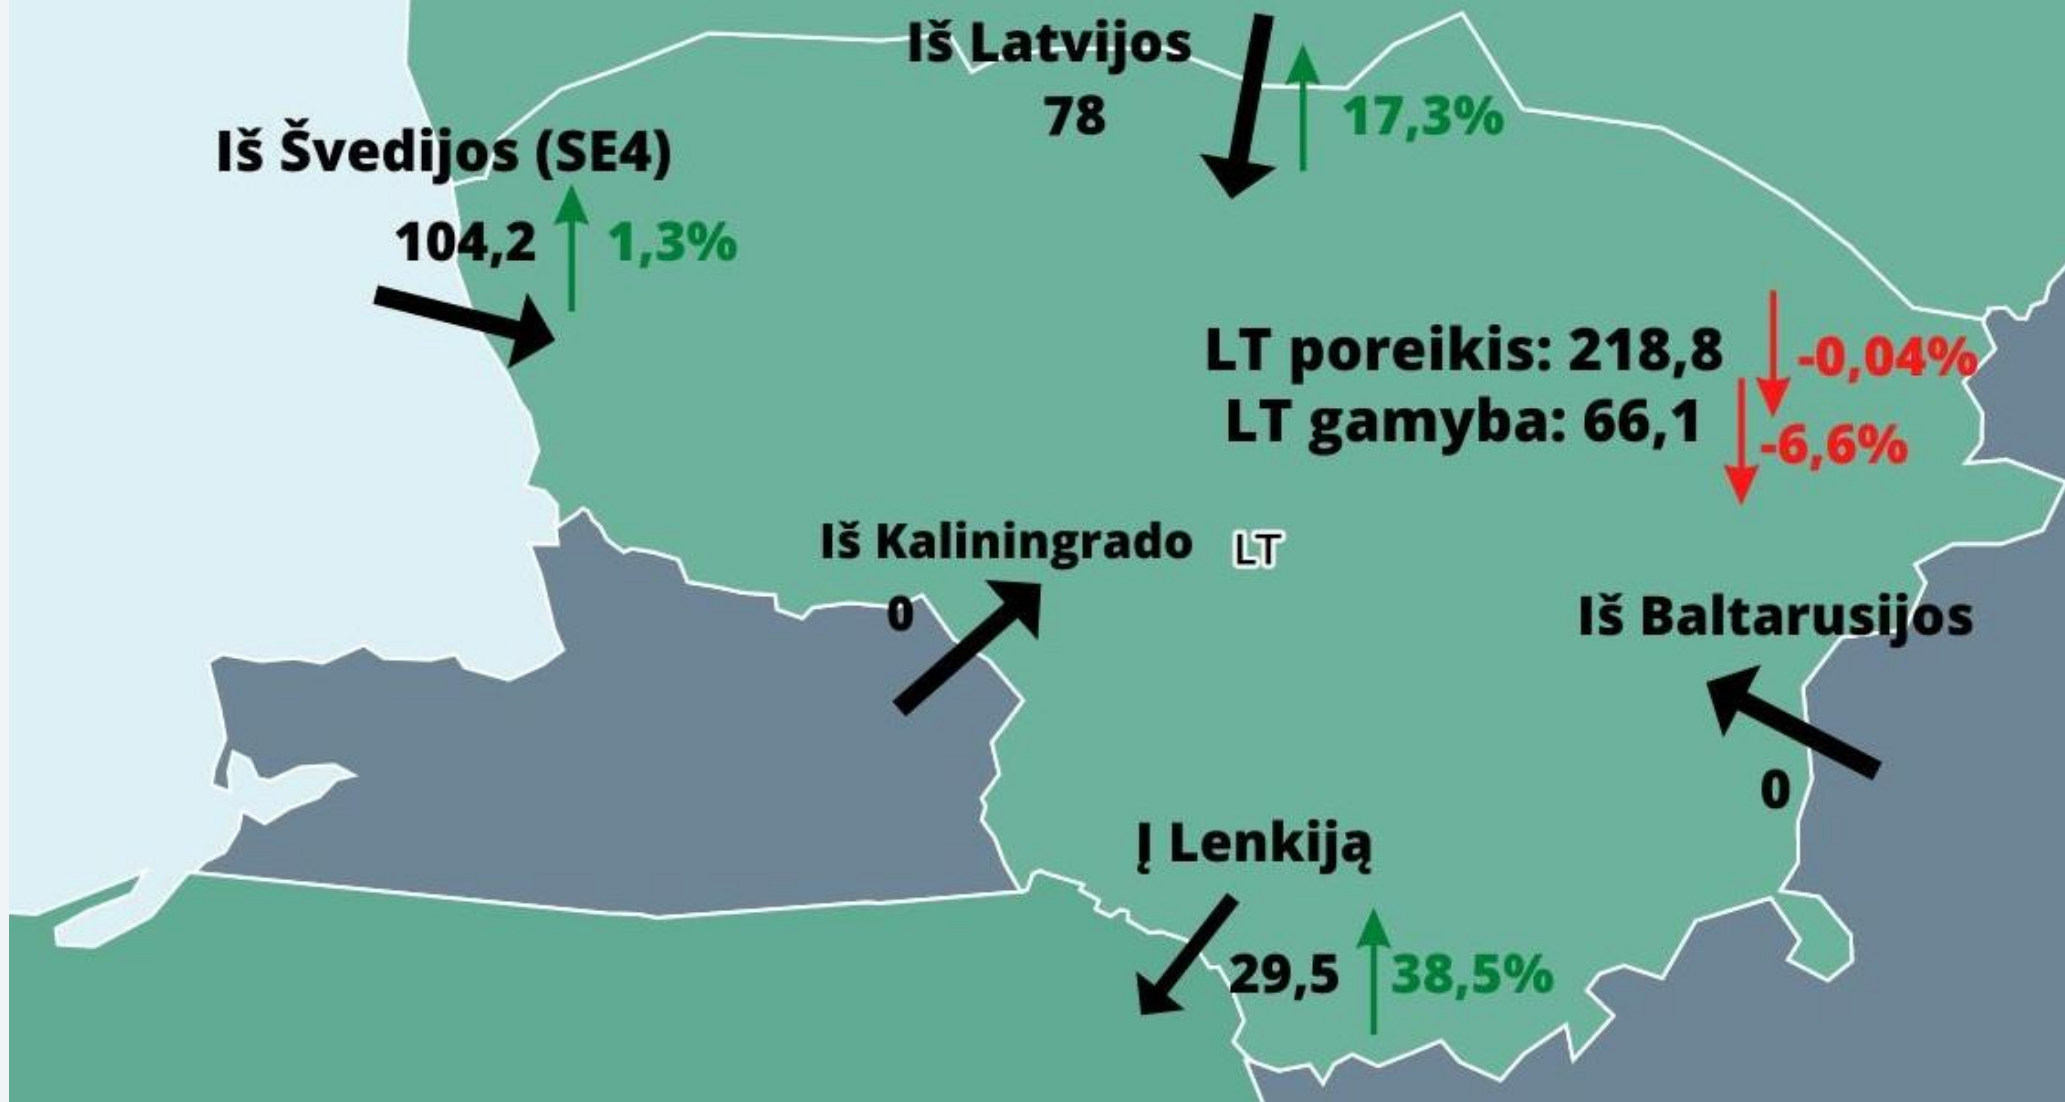 Iš Latvijos
78
17,3%
Iš Švedijos (SE4)
104,2
1,3%
LT poreikis: 218,8
-0,04%
LT gamyba: 66,1
-6,6%
Iš Kaliningrado
LT
0
Iš Baltarusijos
0
Į Lenkiją
29,5
38,5%